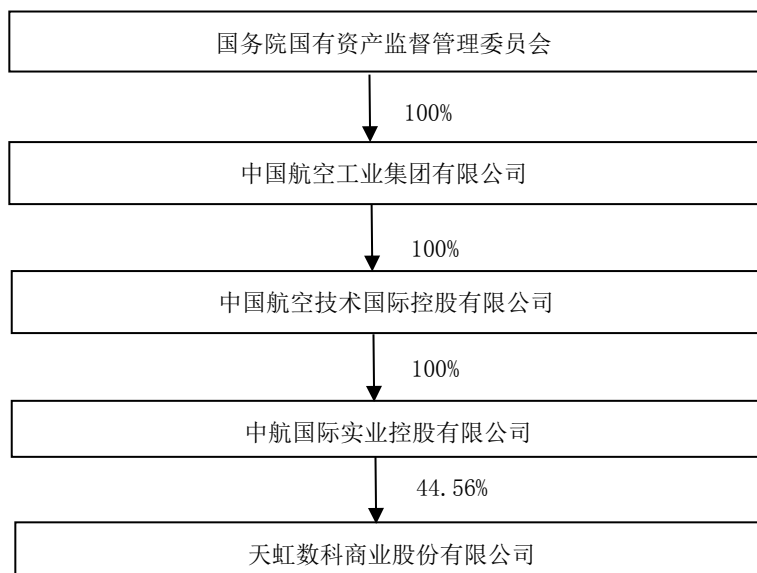 国务院国有资产监督管理委员会
100%
中国航空工业集团有限公司
100%
中国航空技术国际控股有限公司
100%
中航国际实业控股有限公司
44.56%
天虹数科商业股份有限公司